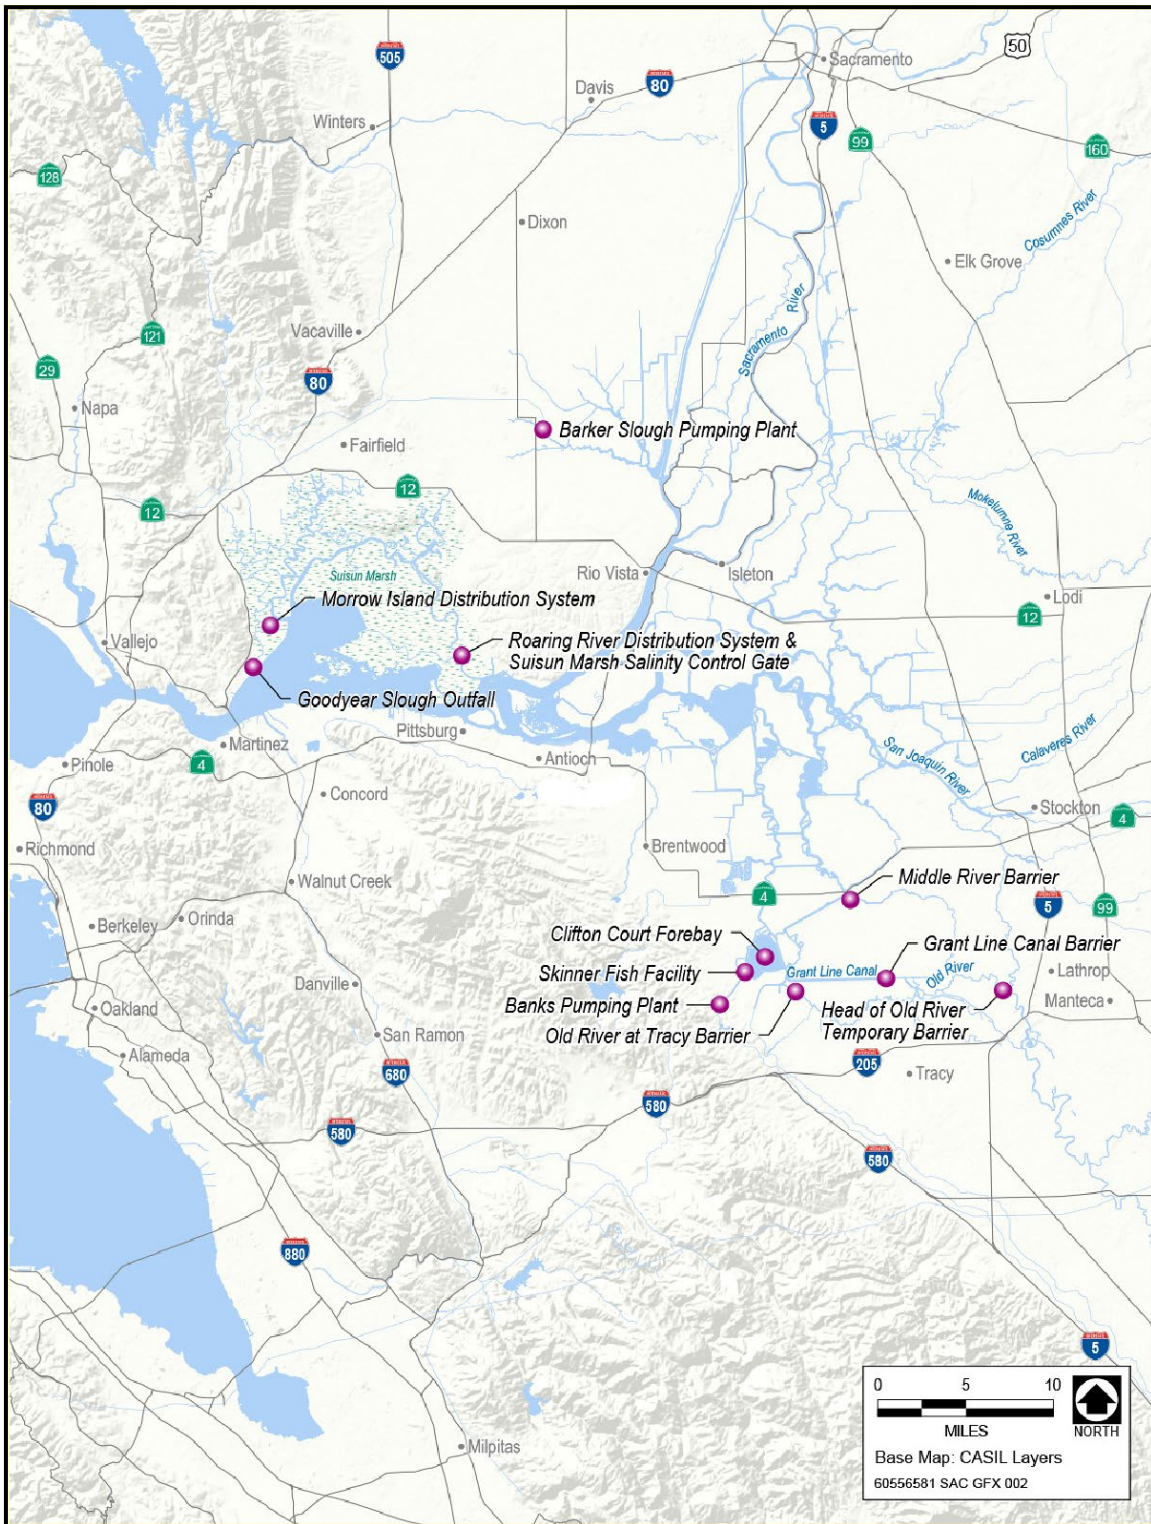 505
50
Sacramento
80
Davis
Winters
5
99
160
128
Cosumnes River
Dixon
Elk Grove
Sacramento River
121
Vacaville
29
80
Napa
Barker Slough Pumping Plant
Fairfield
12
12
Mokelumne River
Suisun Marsh
Rio Vista
Isleton
Lodi
12
Morrow Island Distribution System
Vallejo
Roaring River Distribution System &
Suisun Marsh Salinity Control Gate
Goodyear Slough Outfall
Pittsburg
Martinez
Antioch
San Joaquin River
Calaveras River
Pinole
4
Concord
80
Stockton
4
Richmond
Brentwood
Walnut Creek
Middle River Barrier
4
5
99
Berkeley
Orinda
Clifton Court Forebay
Grant Line Canal Barrier
Skinner Fish Facility
Grant Line Canal
Old River
Lathrop
Danville
Banks Pumping Plant
Manteca
Oakland
Head of Old River
Temporary Barrier
Old River at Tracy Barrier
San Ramon
Alameda
680
205
Tracy
580
580
580
880
5
0 5 10
MILES
NORTH
Base Map: CASIL Layers
60556581 SAC GFX 002
Milpitas